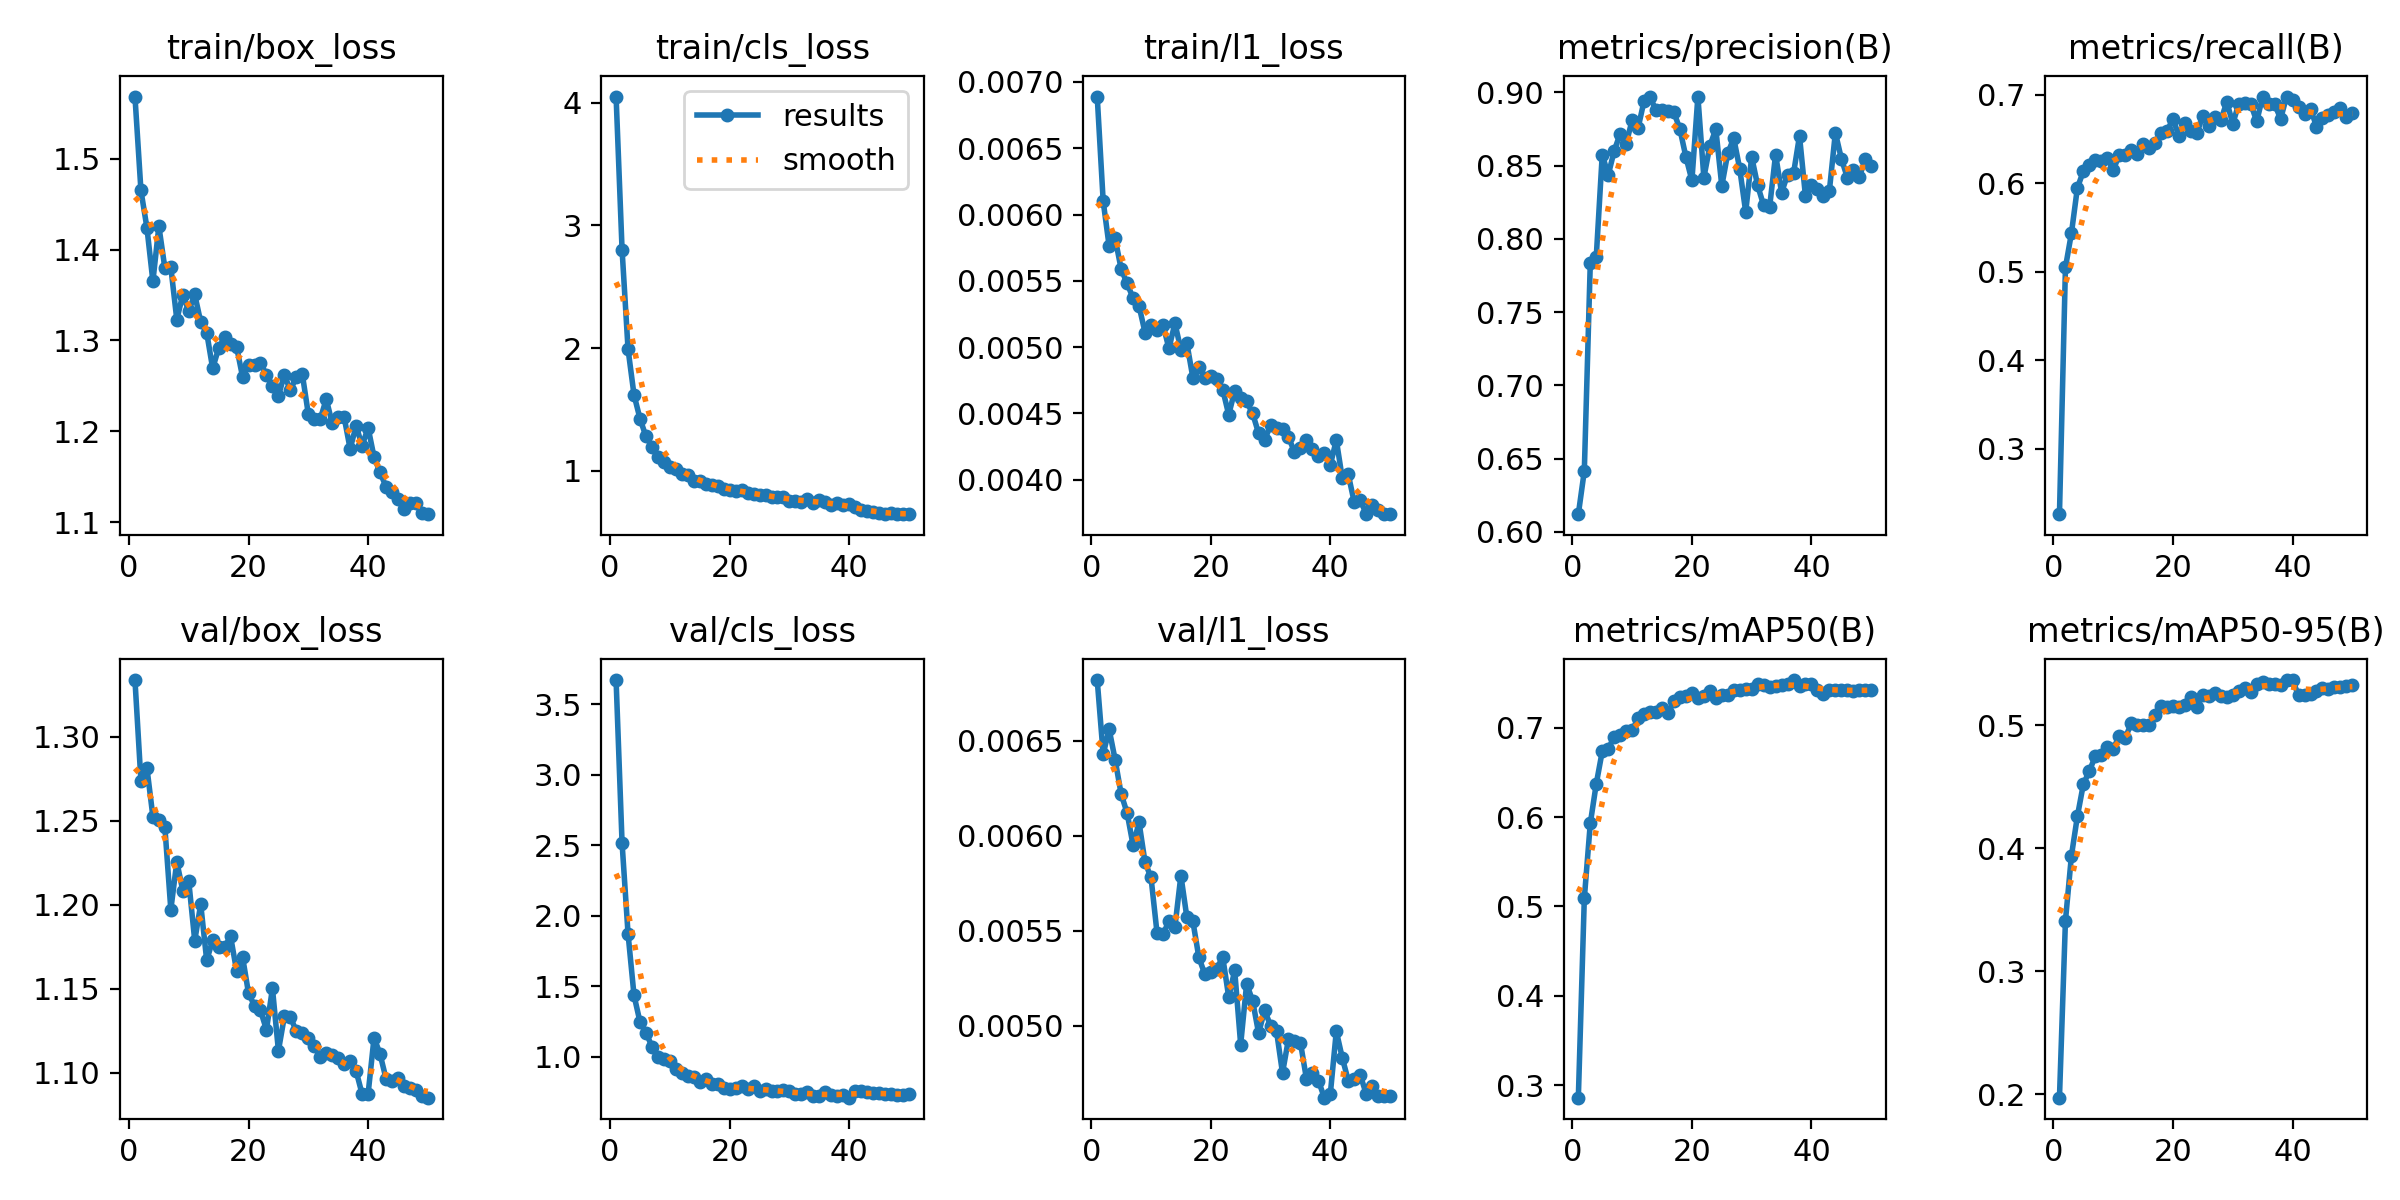 train/box_loss
1.5
1.4
1.3
1.2
1.1
0 20 40
train/cls_loss
results
smooth
4
3
2
1
0 20 40
train/l1_loss
0.0070
0.0065
0.0060
0.0055
0.0050
0.0045
0.0040
0 20 40
metrics/precision(B)
0.90
0.85
0.80
0.75
0.70
0.65
0.60
0 20 40
metrics/recall(B)
0.7
0.6
0.5
0.4
0.3
0 20 40
val/box_loss
1.30
1.25
1.20
1.15
1.10
0 20 40
val/cls_loss
3.5
3.0
2.5
2.0
1.5
1.0
0 20 40
val/l1_loss
0.0065
0.0060
0.0055
0.0050
0 20 40
metrics/mAP50(B)
0.7
0.6
0.5
0.4
0.3
0 20 40
metrics/mAP50-95(B)
0.5
0.4
0.3
0.2
0 20 40